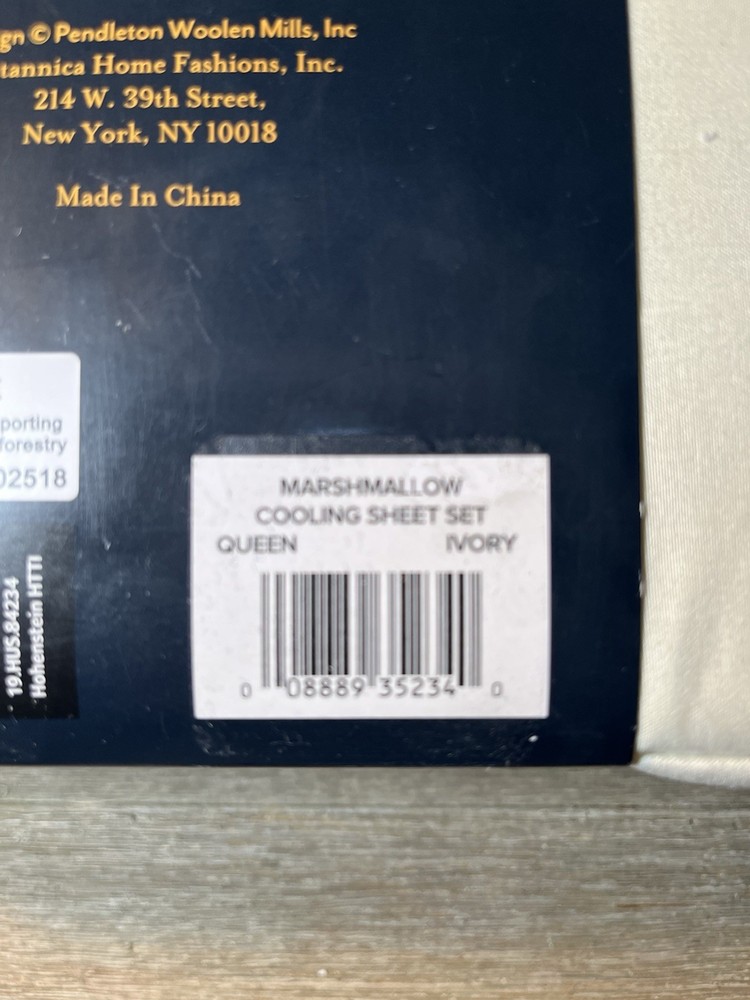 gn © Pendleton Woolen Mills, Inc
tannica Home Fashions, Inc.
214 W. 39th Street,
New York, NY 10018
Made In China
porting
forestry
02518
19.HUS.84234
Hohenstein HTTI
MARSHMALLOW
COOLING SHEET SET
QUEEN IVORY
0 08889 35234 0